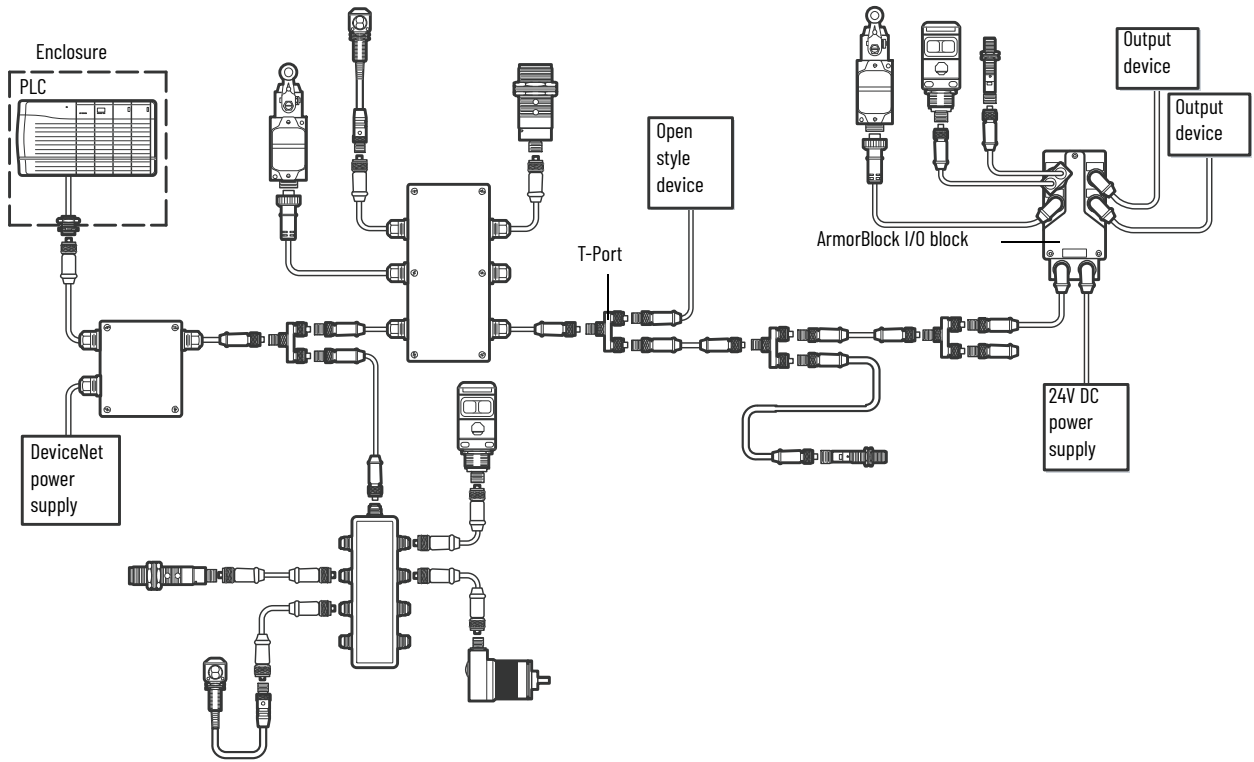 Enclosure
PLC
Output
device
Output
device
Open
style
device
ArmorBlock I/O block
T-Port
24V DC
power
supply
DeviceNet
power
supply